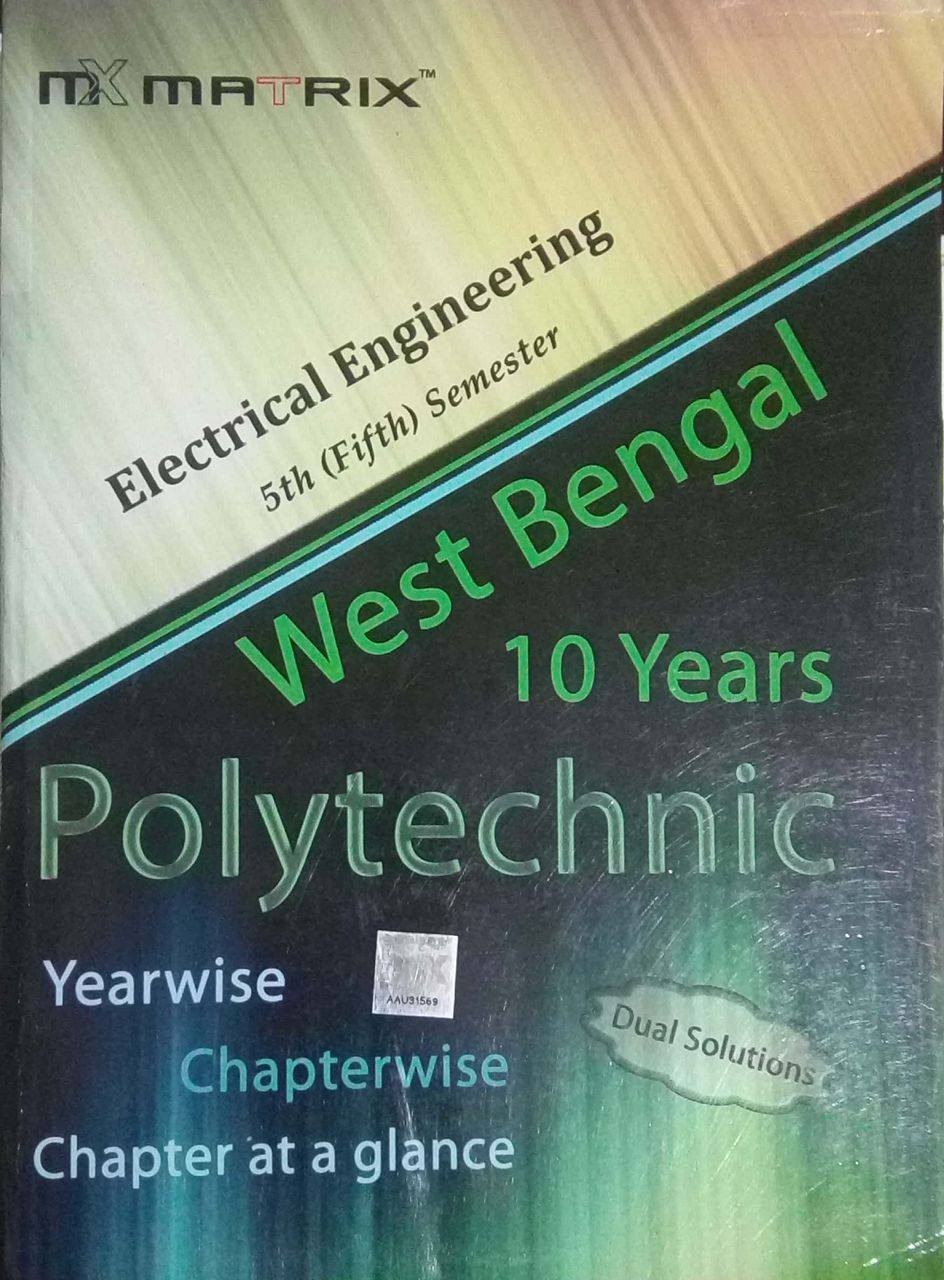 mX MATRIX™
Electrical Engineering
5th (Fifth) Semester
West Bengal
10 Years
Polytechnic
Yearwise
AAU31569
Chapterwise
Dual Solutions
Chapter at a glance